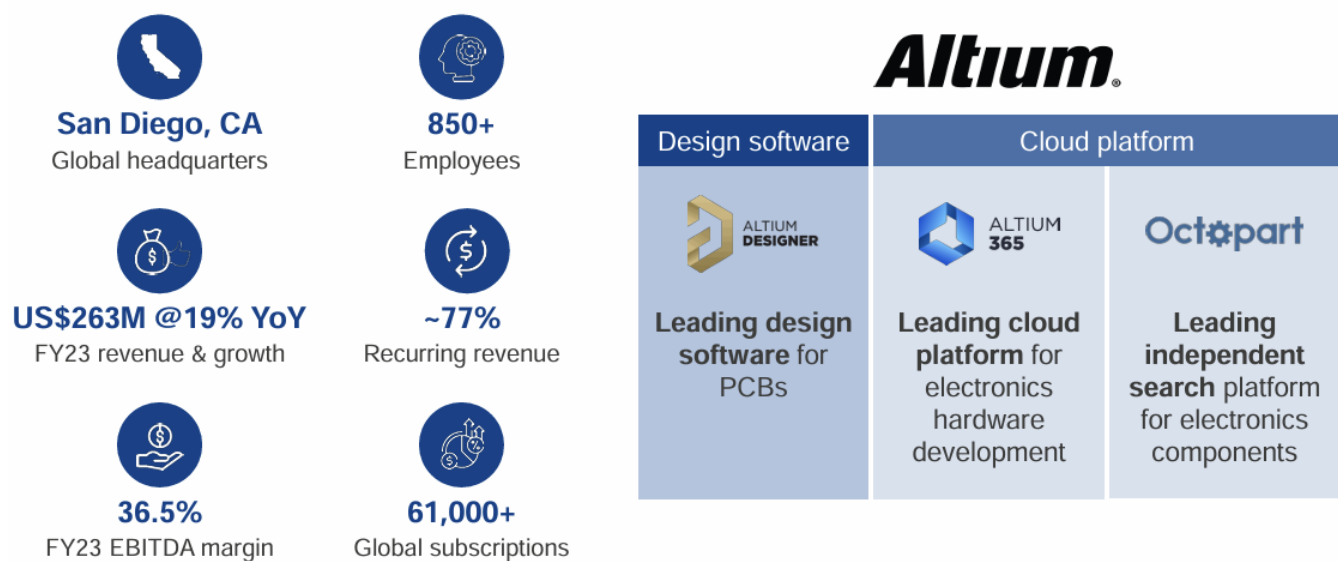 San Diego, CA
Global headquarters
850+
Employees
US$263M @19% YoY
FY23 revenue & growth
~77%
Recurring revenue
36.5%
FY23 EBITDA margin
61,000+
Global subscriptions
Altium®
Design software
Cloud platform
ALTIUM
DESIGNER
Leading design
software for
PCBs
ALTIUM
365
Leading cloud
platform for
electronics
hardware
development
Octopart
Leading
independent
search platform
for electronics
components